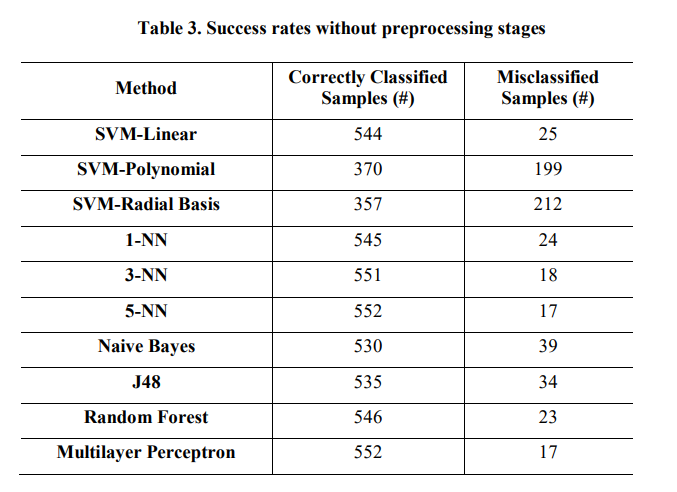 Table 3. Success rates without preprocessing stages
Method Correctly Classified Samples (#) Misclassified Samples (#)
SVM-Linear 544 25
SVM-Polynomial 370 199
SVM-Radial Basis 357 212
1-NN 545 24
3-NN 551 18
5-NN 552 17
Naive Bayes 530 39
J48 535 34
Random Forest 546 23
Multilayer Perceptron 552 17